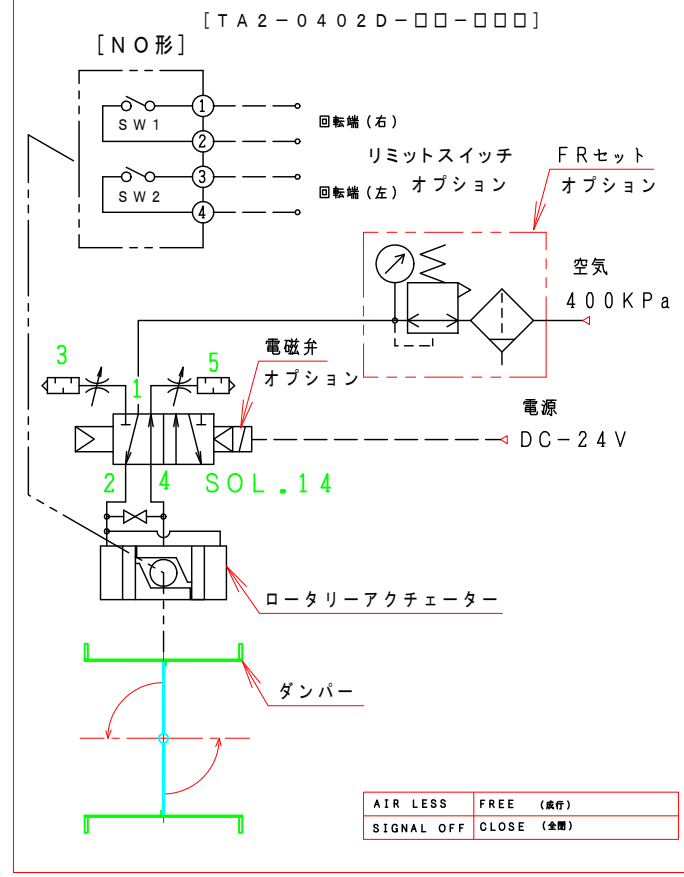 [TA2-0402D-□□-□□□]
[NO形]
1
SW1
2
3
SW2
4
回転端(右)
回転端(左)
リミットスイッチ
オプション
FRセット
オプション
空気
400KPa
電磁弁
オプション
3
1
5
電源
DC-24V
2
4
SOL.14
ロータリーアクチェーター
ダンパー
AIR LESS FREE (成行)
SIGNAL OFF CLOSE (全閉)